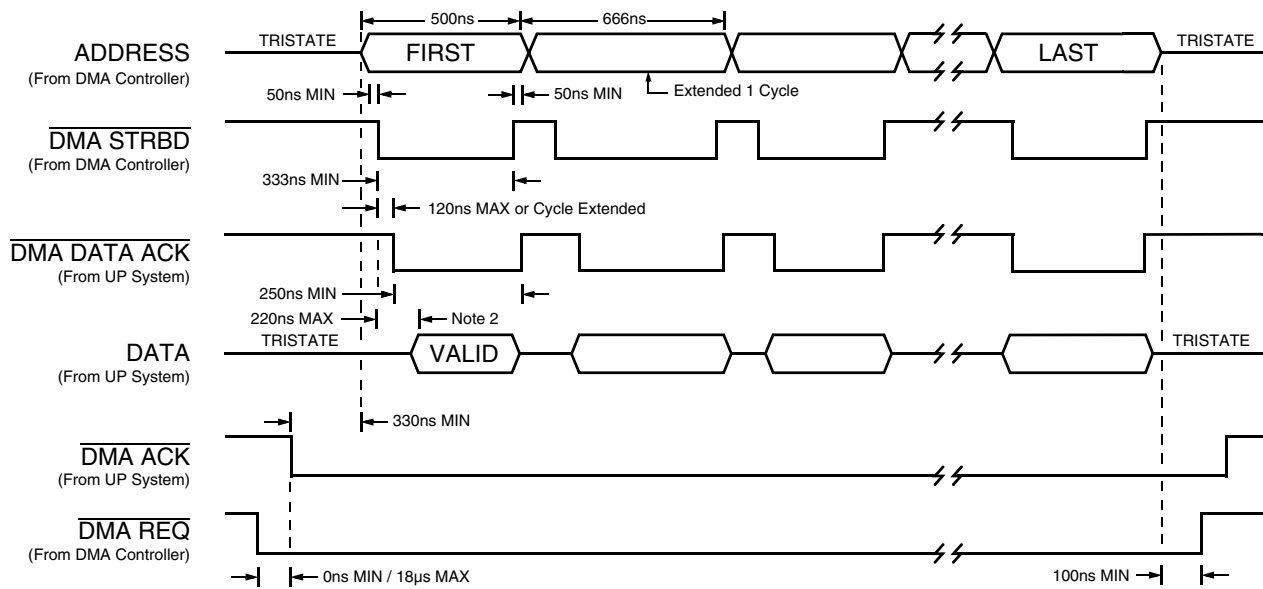 500ns
666ns
TRISTATE
FIRST
LAST
TRISTATE
ADDRESS
(From DMA Controller)
50ns MIN
50ns MIN
Extended 1 Cycle
DMA STRBD
(From DMA Controller)
333ns MIN
120ns MAX or Cycle Extended
DMA DATA ACK
(From UP System)
250ns MIN
220ns MAX
Note 2
TRISTATE
VALID
TRISTATE
DATA
(From UP System)
330ns MIN
DMA ACK
(From UP System)
DMA REQ
(From DMA Controller)
0ns MIN / 18µs MAX
100ns MIN